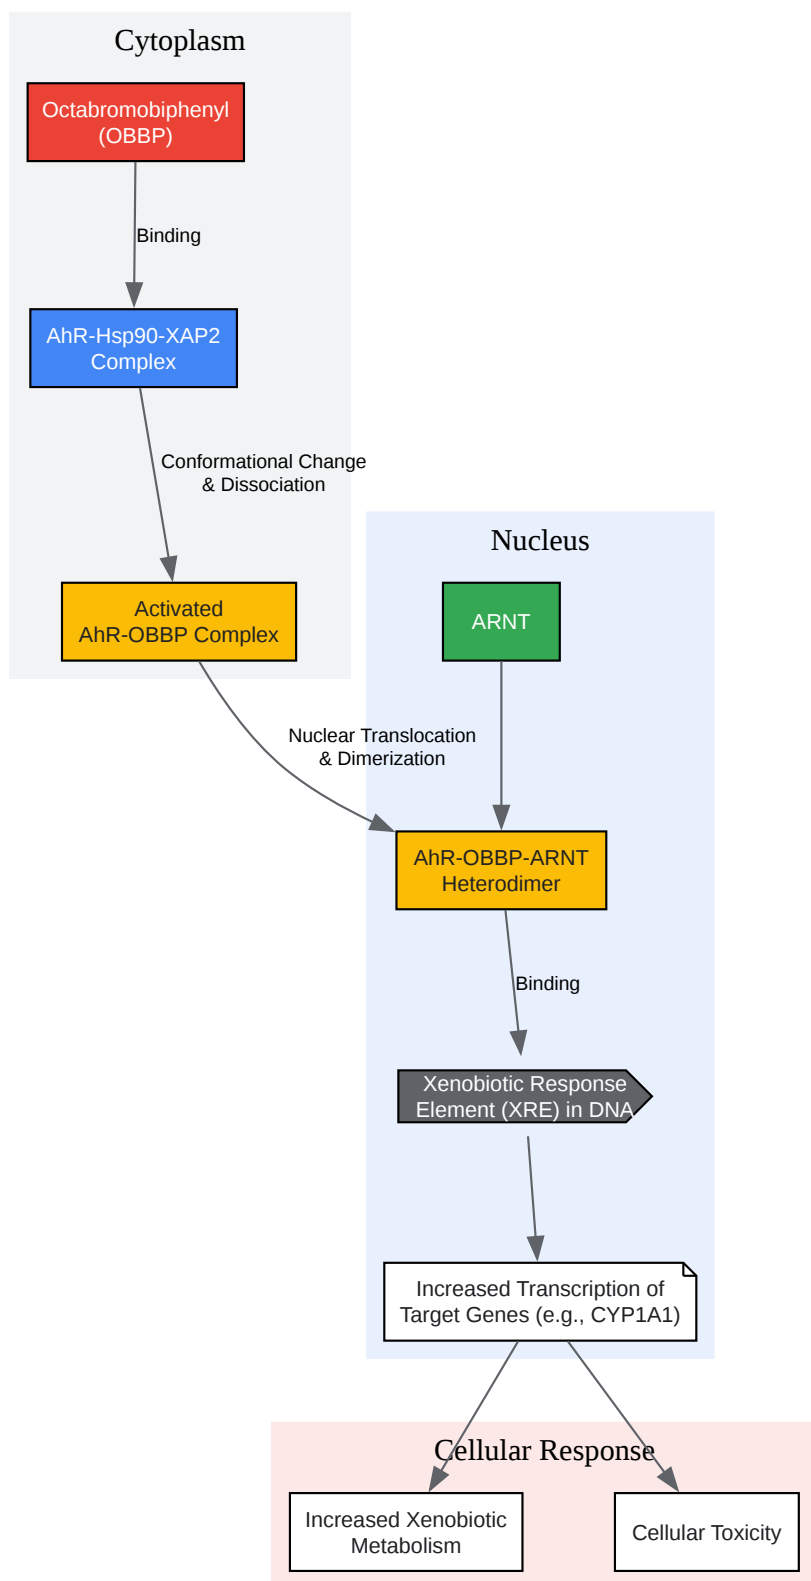 Cytoplasm
Octabromobiphenyl
(OBBP)
Binding
AhR-Hsp90-XAP2
Complex
Conformational Change
& Dissociation
Activated
AhR-OBBP Complex
Nucleus
ARNT
Nuclear Translocation
& Dimerization
AhR-OBBP-ARNT
Heterodimer
Binding
Xenobiotic Response
Element (XRE) in DNA
Increased Transcription of
Target Genes (e.g., CYP1A1)
Cellular Response
Increased Xenobiotic
Metabolism
Cellular Toxicity